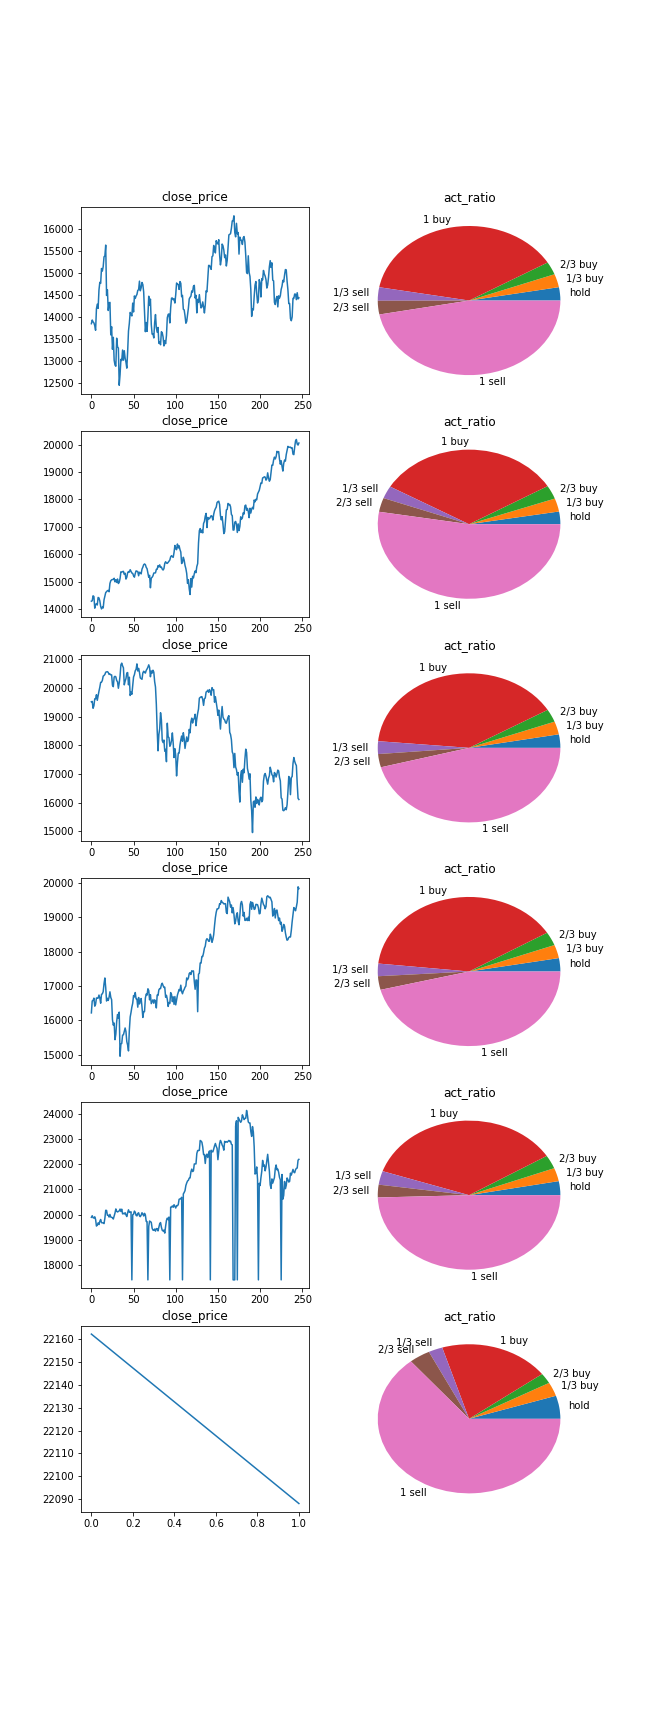 close_price
act_ratio
16000
15500
15000
14500
14000
13500
13000
12500
0 50 100 150 200 250
1 buy
2/3 buy
1/3 buy
hold
1/3 sell
2/3 sell
1 sell
close_price
act_ratio
20000
19000
18000
17000
16000
15000
14000
0 50 100 150 200 250
1 buy
2/3 buy
1/3 buy
hold
1/3 sell
2/3 sell
1 sell
close_price
act_ratio
21000
20000
19000
18000
17000
16000
15000
0 50 100 150 200 250
1 buy
2/3 buy
1/3 buy
hold
1/3 sell
2/3 sell
1 sell
close_price
act_ratio
20000
19000
18000
17000
16000
15000
0 50 100 150 200 250
1 buy
2/3 buy
1/3 buy
hold
1/3 sell
2/3 sell
1 sell
close_price
act_ratio
24000
23000
22000
21000
20000
19000
18000
0 50 100 150 200 250
1 buy
2/3 buy
1/3 buy
hold
1/3 sell
2/3 sell
1 sell
close_price
act_ratio
22160
22150
22140
22130
22120
22110
22100
22090
0.0 0.2 0.4 0.6 0.8 1.0
1 buy
2/3 buy
1/3 buy
hold
1/3 sell
2/3 sell
1 sell